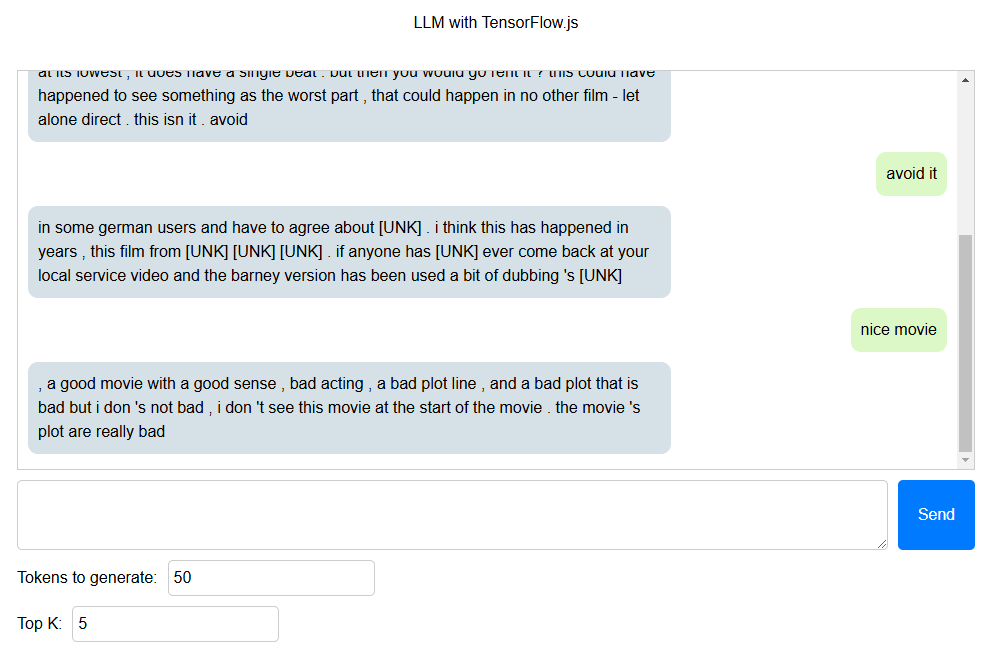 LLM with TensorFlow.js
at its lowest , it does have a single beat . but then you would go rent it ? this could have
happened to see something as the worst part , that could happen in no other film - let
alone direct . this isn it . avoid
avoid it
in some german users and have to agree about [UNK] . i think this has happened in
years , this film from [UNK] [UNK] [UNK] . if anyone has [UNK] ever come back at your
local service video and the barney version has been used a bit of dubbing 's [UNK]
nice movie
, a good movie with a good sense , bad acting , a bad plot line , and a bad plot that is
bad but i don 's not bad , i don 't see this movie at the start of the movie . the movie 's
plot are really bad
Send
Tokens to generate: 50
Top K: 5